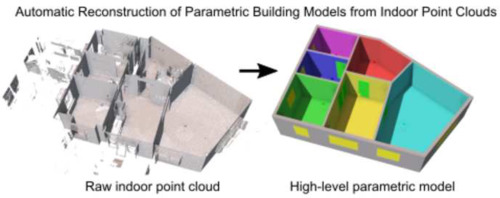 Automatic Reconstruction of Parametric Building Models from Indoor Point Clouds
Raw indoor point cloud
High-level parametric model